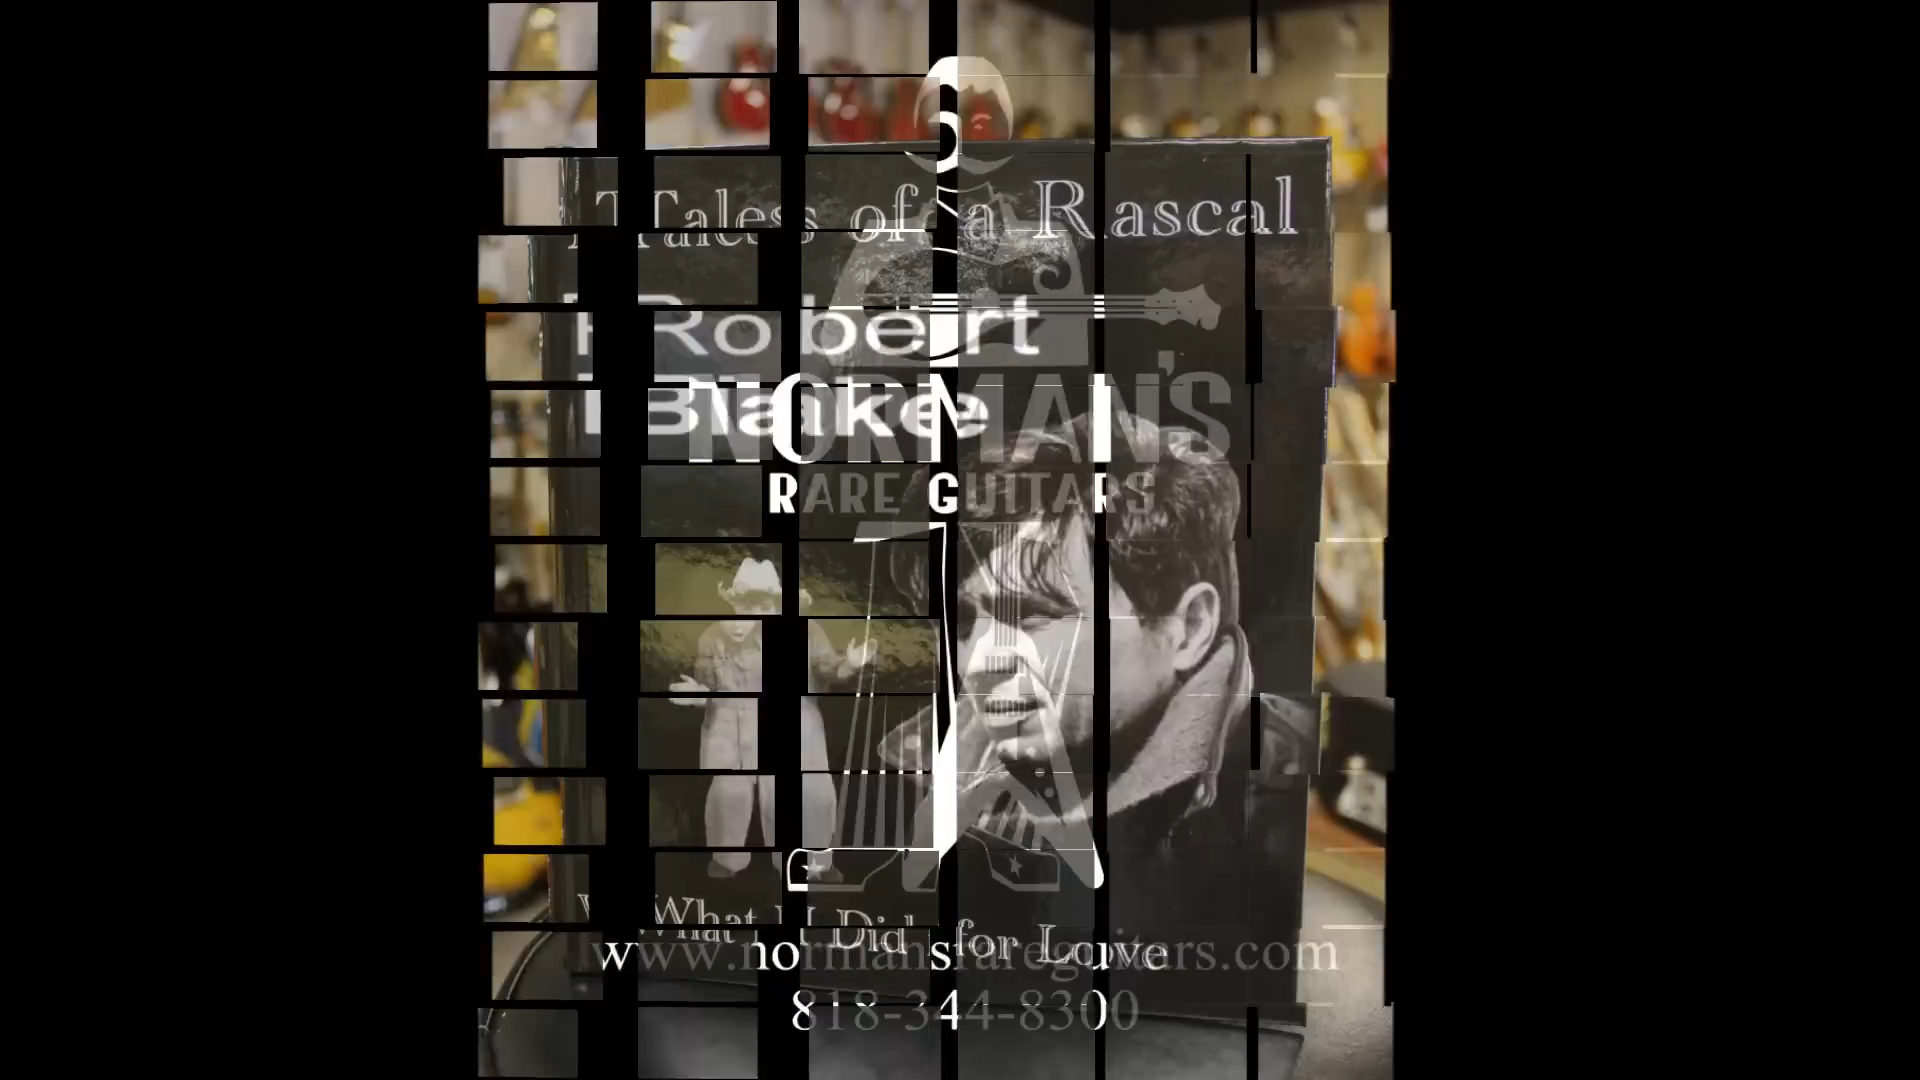 Tales of a Rascal
Robert
Blake
NORMAN'S
RARE GUITARS
What I Did for Love
www.normansrareguitars.com
818-344-8300